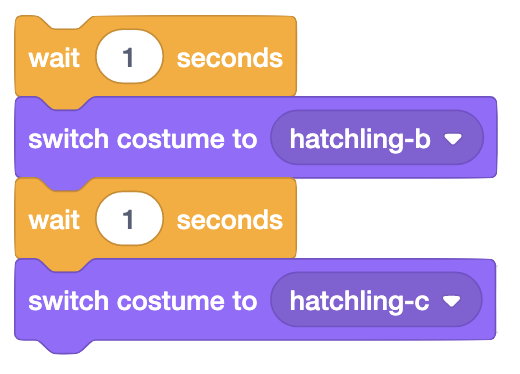 wait 1 seconds
switch costume to hatchling-b
wait 1 seconds
switch costume to hatchling-c